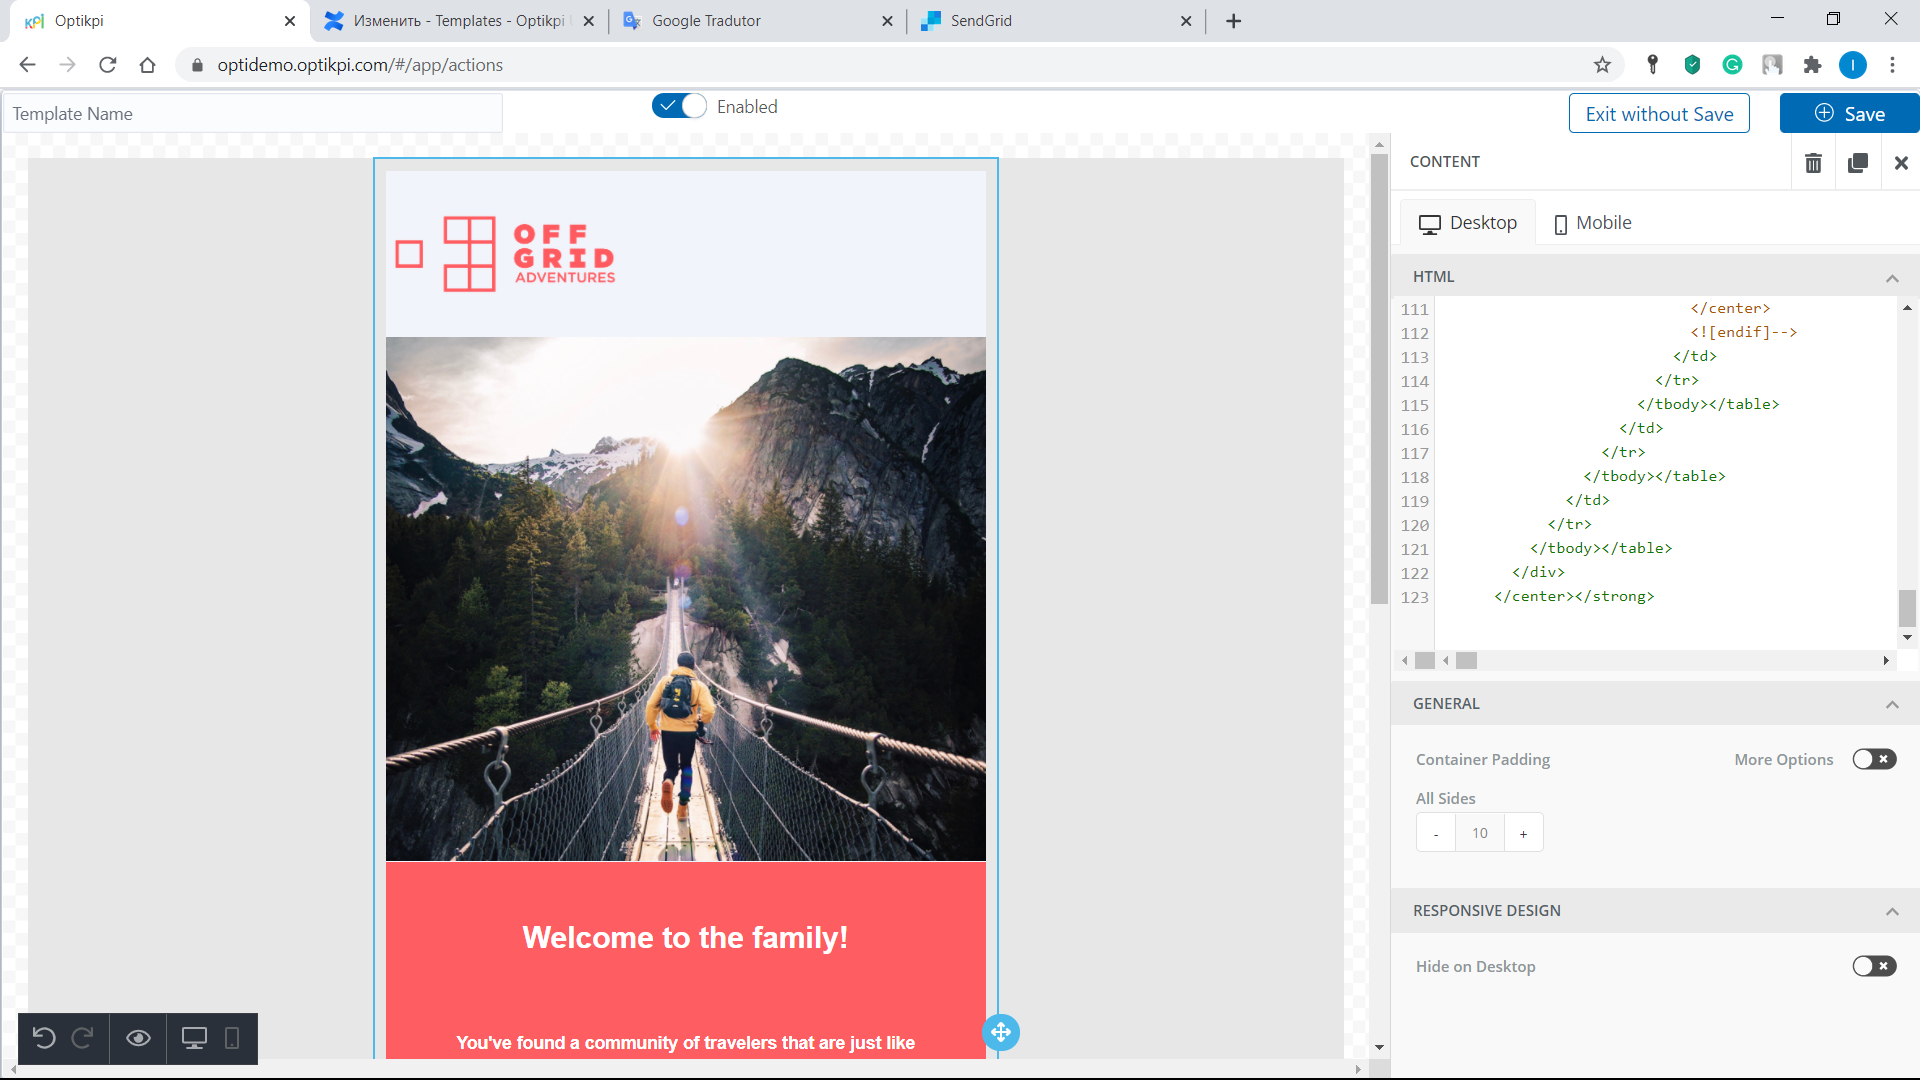 Optikpi
Изменить - Templates - Optikpi
Google Tradutor
SendGrid
optidemo.optikpi.com/#/app/actions
I
Template Name
Enabled
Exit without Save
Save
OFF
GRID
ADVENTURES
Welcome to the family!
You've found a community of travelers that are just like
CONTENT
Desktop
Mobile
HTML
111 </center>
112 <![endif]-->
113 </td>
114 </tr>
115 </tbody></table>
116 </td>
117 </tr>
118 </tbody></table>
119 </td>
120 </tr>
121 </tbody></table>
122 </div>
123 </center></strong>
GENERAL
Container Padding
More Options
All Sides
- 10 +
RESPONSIVE DESIGN
Hide on Desktop